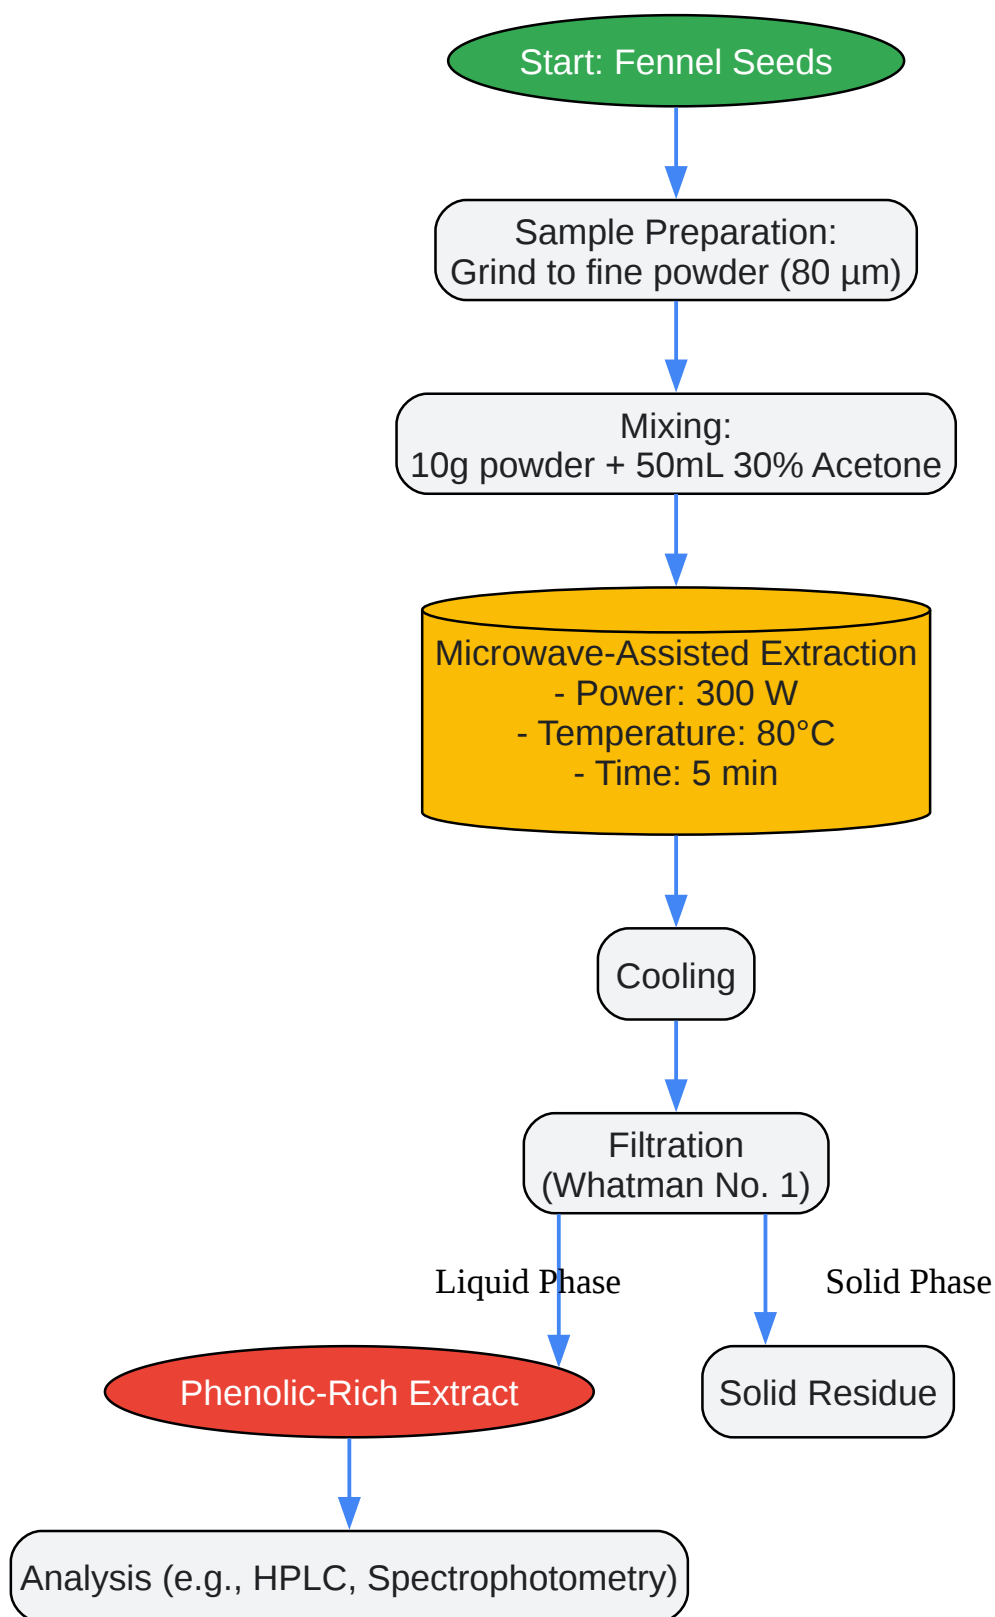 Start: Fennel Seeds
Sample Preparation:
Grind to fine powder (80 µm)
Mixing:
10g powder + 50mL 30% Acetone
Microwave-Assisted Extraction
- Power: 300 W
- Temperature: 80°C
- Time: 5 min
Cooling
Filtration
(Whatman No. 1)
Liquid Phase
Solid Phase
Phenolic-Rich Extract
Solid Residue
Analysis (e.g., HPLC, Spectrophotometry)